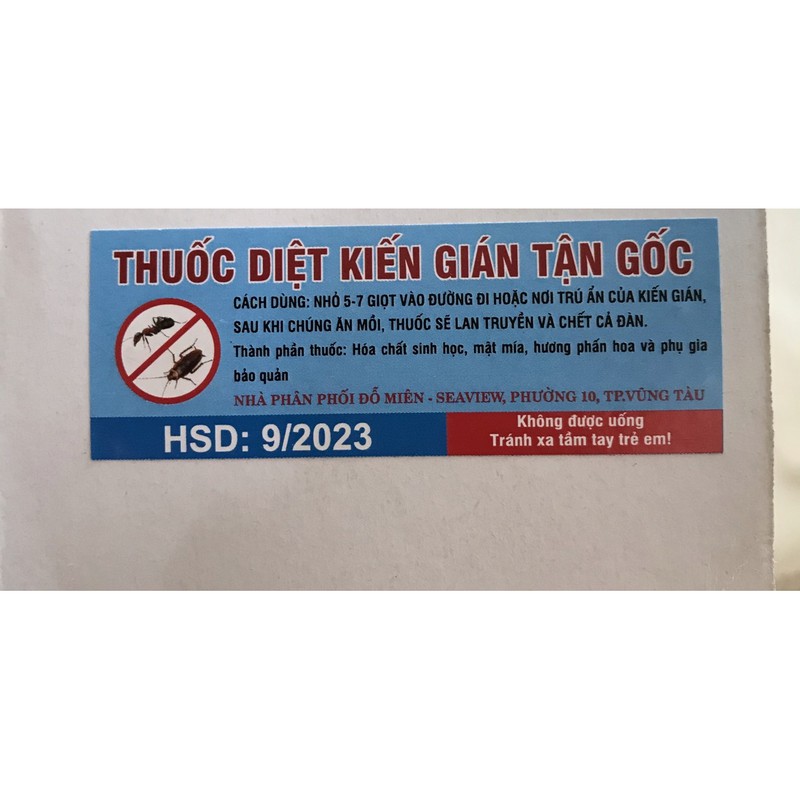 THUỐC DIỆT KIẾN GIÁN TẬN GỐC
CÁCH DÙNG: NHỎ 5-7 GIỌT VÀO ĐƯỜNG ĐI HOẶC NƠI TRÚ ẨN CỦA KIẾN GIÁN,
SAU KHI CHÚNG ĂN MỒI, THUỐC SẼ LAN TRUYỀN VÀ CHẾT CẢ ĐÀN.
Thành phần thuốc: Hóa chất sinh học, mật mía, hương phấn hoa và phụ gia
bảo quản
NHÀ PHÂN PHỐI ĐỖ MIÊN - SEAVIEW, PHƯỜNG 10, TP.VŨNG TÀU
HSD: 9/2023
Không được uống
Tránh xa tầm tay trẻ em!